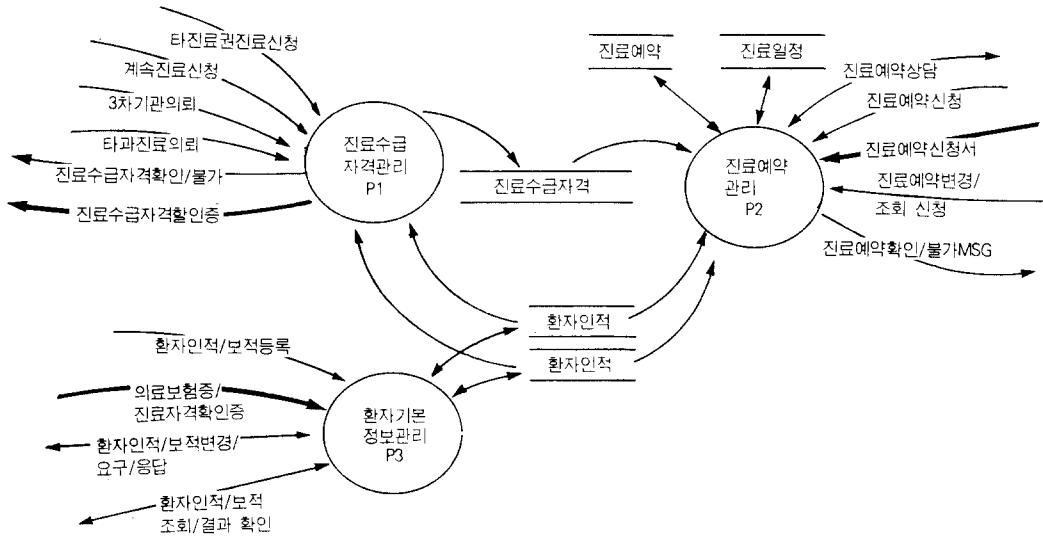 타진료권진료신청
계속진료신청
3차기관의뢰
타과진료의뢰
진료수급자격확인/불가
진료수급자격할인증
진료수급
자격관리
P1
진료수급자격
진료예약
진료일정
진료예약
관리
P2
진료예약상담
진료예약신청
진료예약신청서
진료예약변경/
조회 신청
진료예약확인/불가MSG
환자인적
환자인적
환자인적/보적등록
의료보험증/
진료자격확인증
환자인적/보적변경/
요구/응답
환자인적/보적
조회/결과 확인
환자기본
정보관리
P3